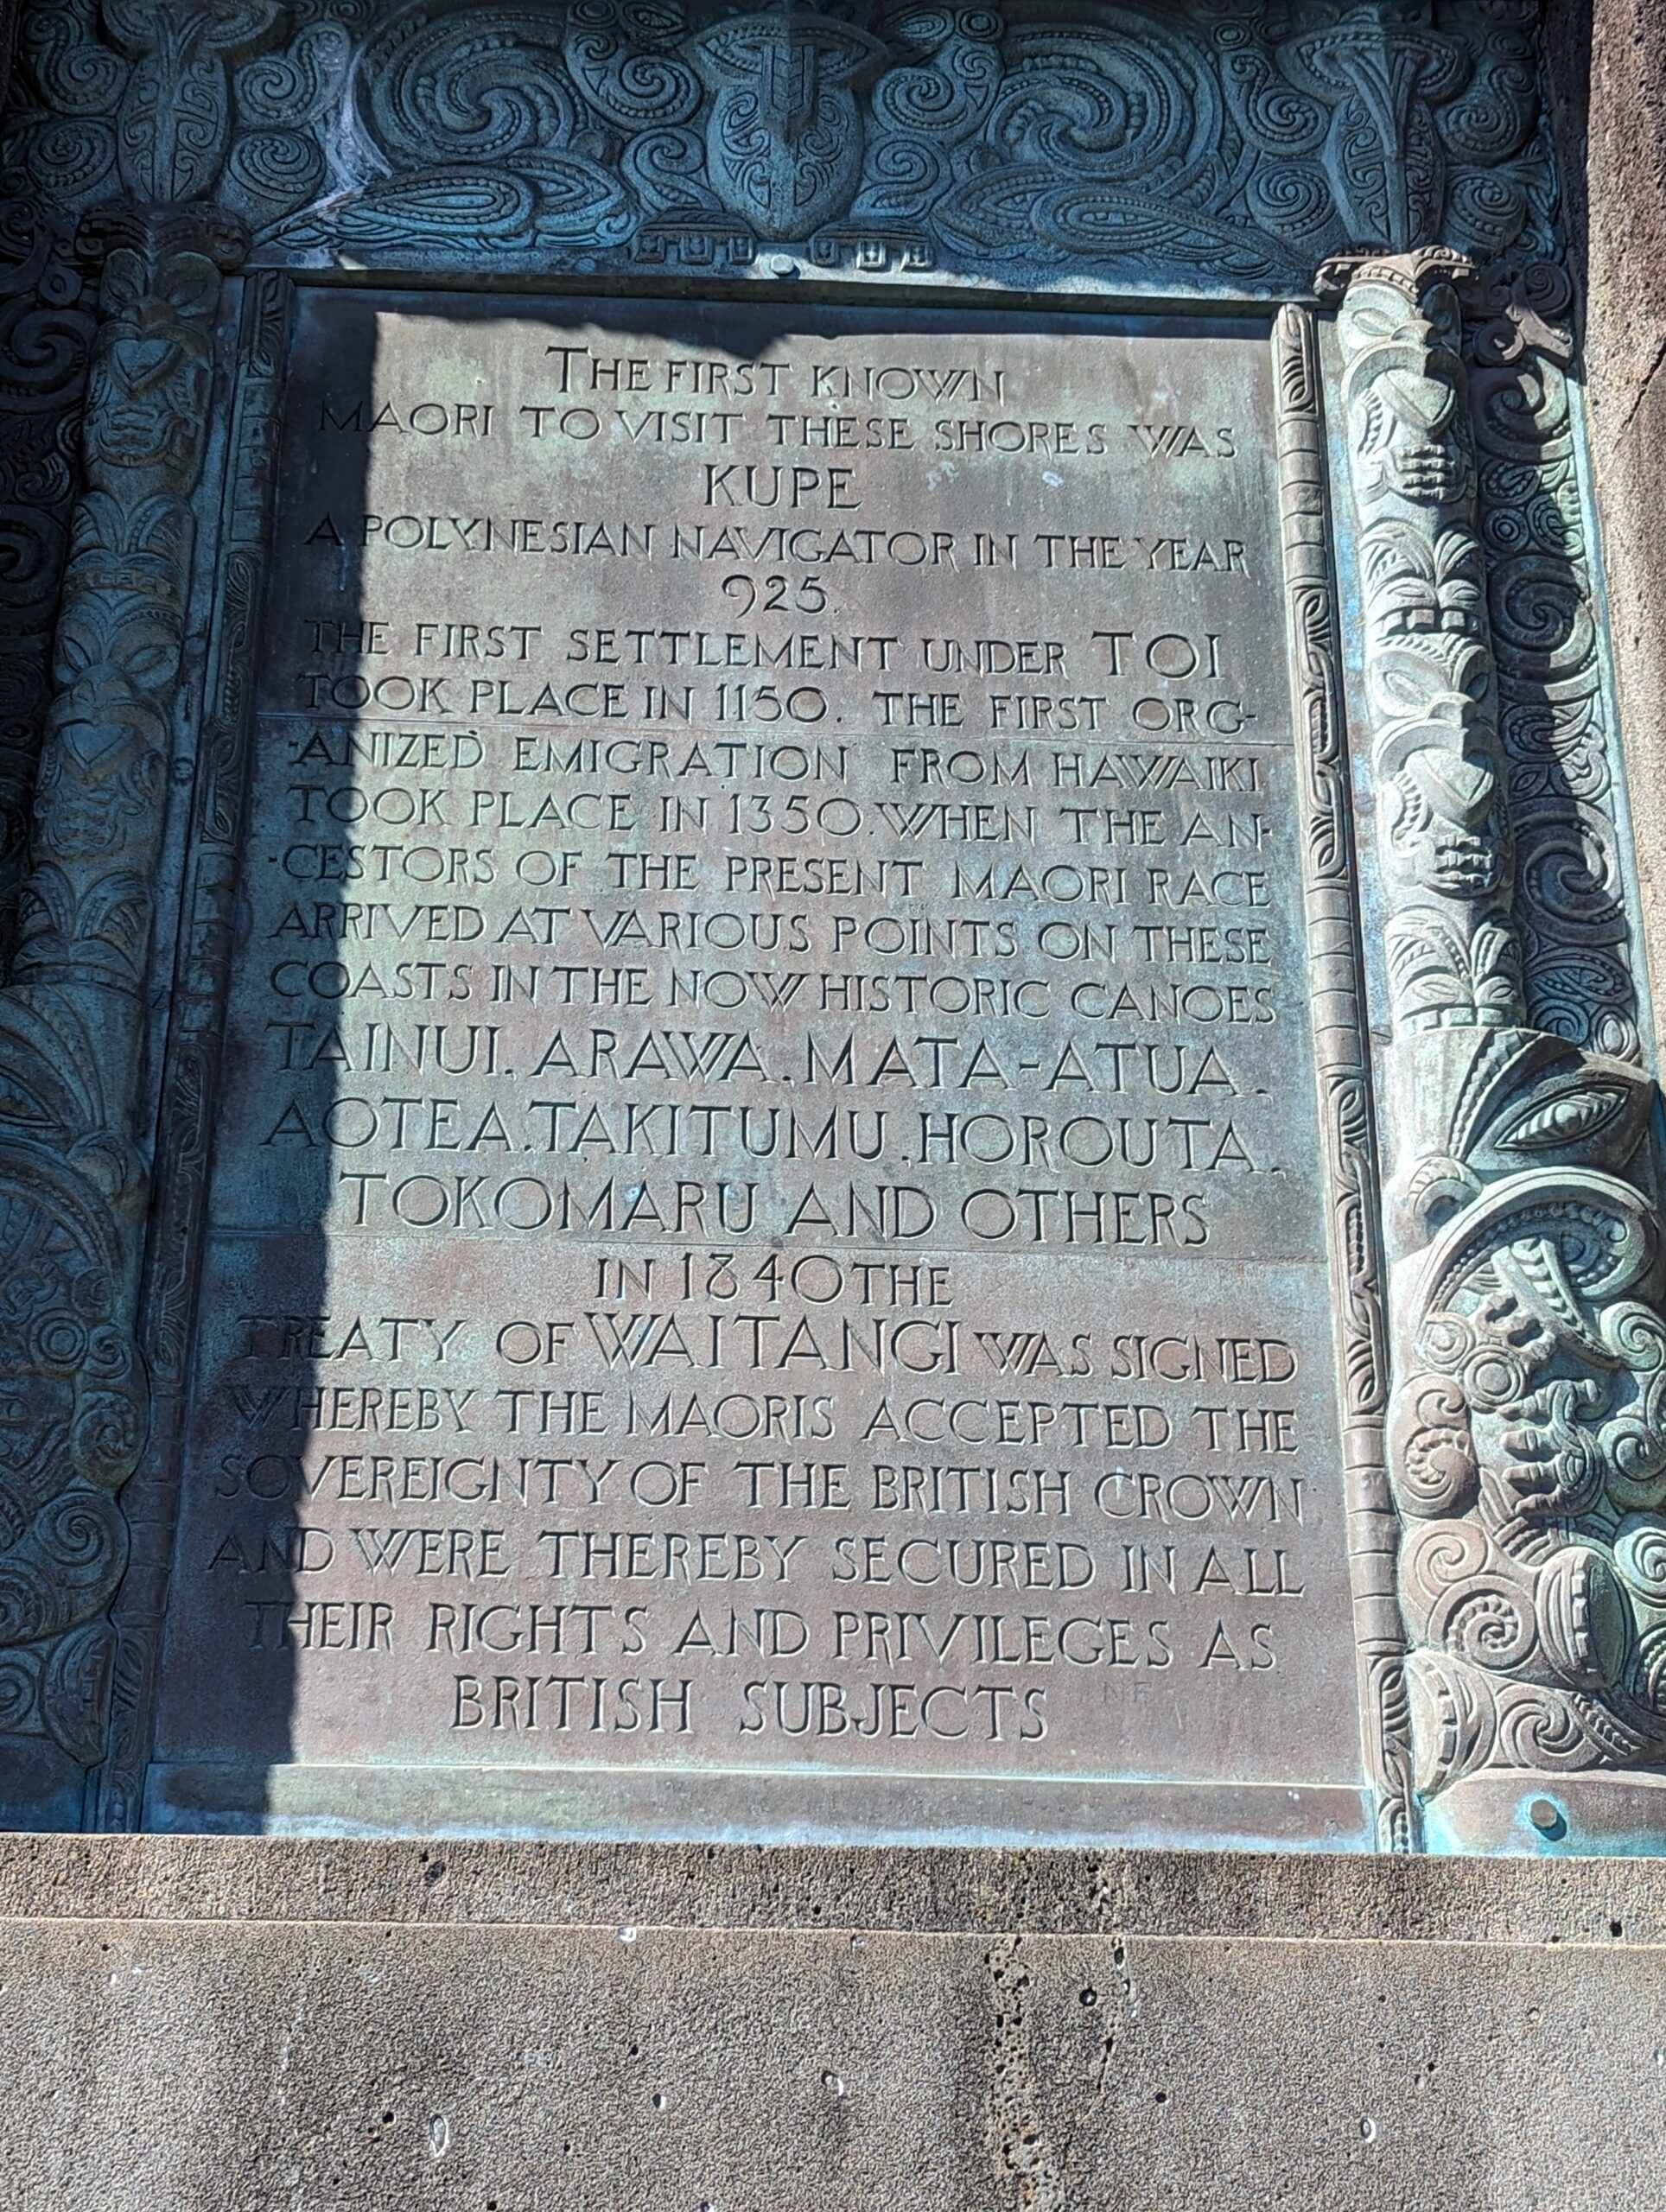 THE FIRST KNOWN
MAORI TO VISIT THESE SHORES WAS
KUPE
A POLYNESIAN NAVIGATOR IN THE YEAR
925.
THE FIRST SETTLEMENT UNDER TOI
TOOK PLACE IN 1150. THE FIRST ORG-
-ANIZED EMIGRATION FROM HAWAIKI
TOOK PLACE IN 1350. WHEN THE AN-
-CESTORS OF THE PRESENT MAORI RACE
ARRIVED AT VARIOUS POINTS ON THESE
COASTS IN THE NOW HISTORIC CANOES
TAINUI. ARAWA. MATA-ATUA.
AOTEA. TAKITUMU. HOROUTA.
TOKOMARU AND OTHERS
IN 1840 THE
TREATY OF WAITANGI WAS SIGNED
WHEREBY THE MAORIS ACCEPTED THE
SOVEREIGNTY OF THE BRITISH CROWN
AND WERE THEREBY SECURED IN ALL
THEIR RIGHTS AND PRIVILEGES AS
BRITISH SUBJECTS